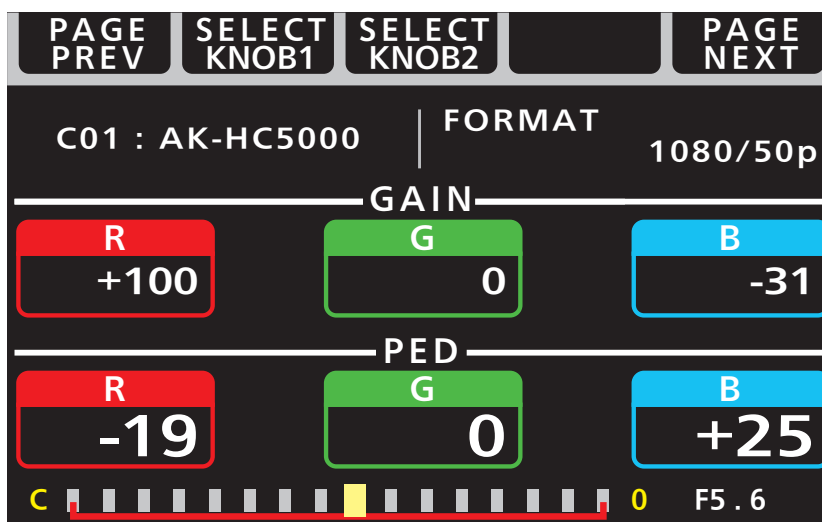 PAGE PREV SELECT KNOB1 SELECT KNOB2 PAGE NEXT
C01 : AK-HC5000 FORMAT 1080/50p
GAIN
R G B
+100 0 -31
PED
R G B
-19 0 +25
C 0 F5.6